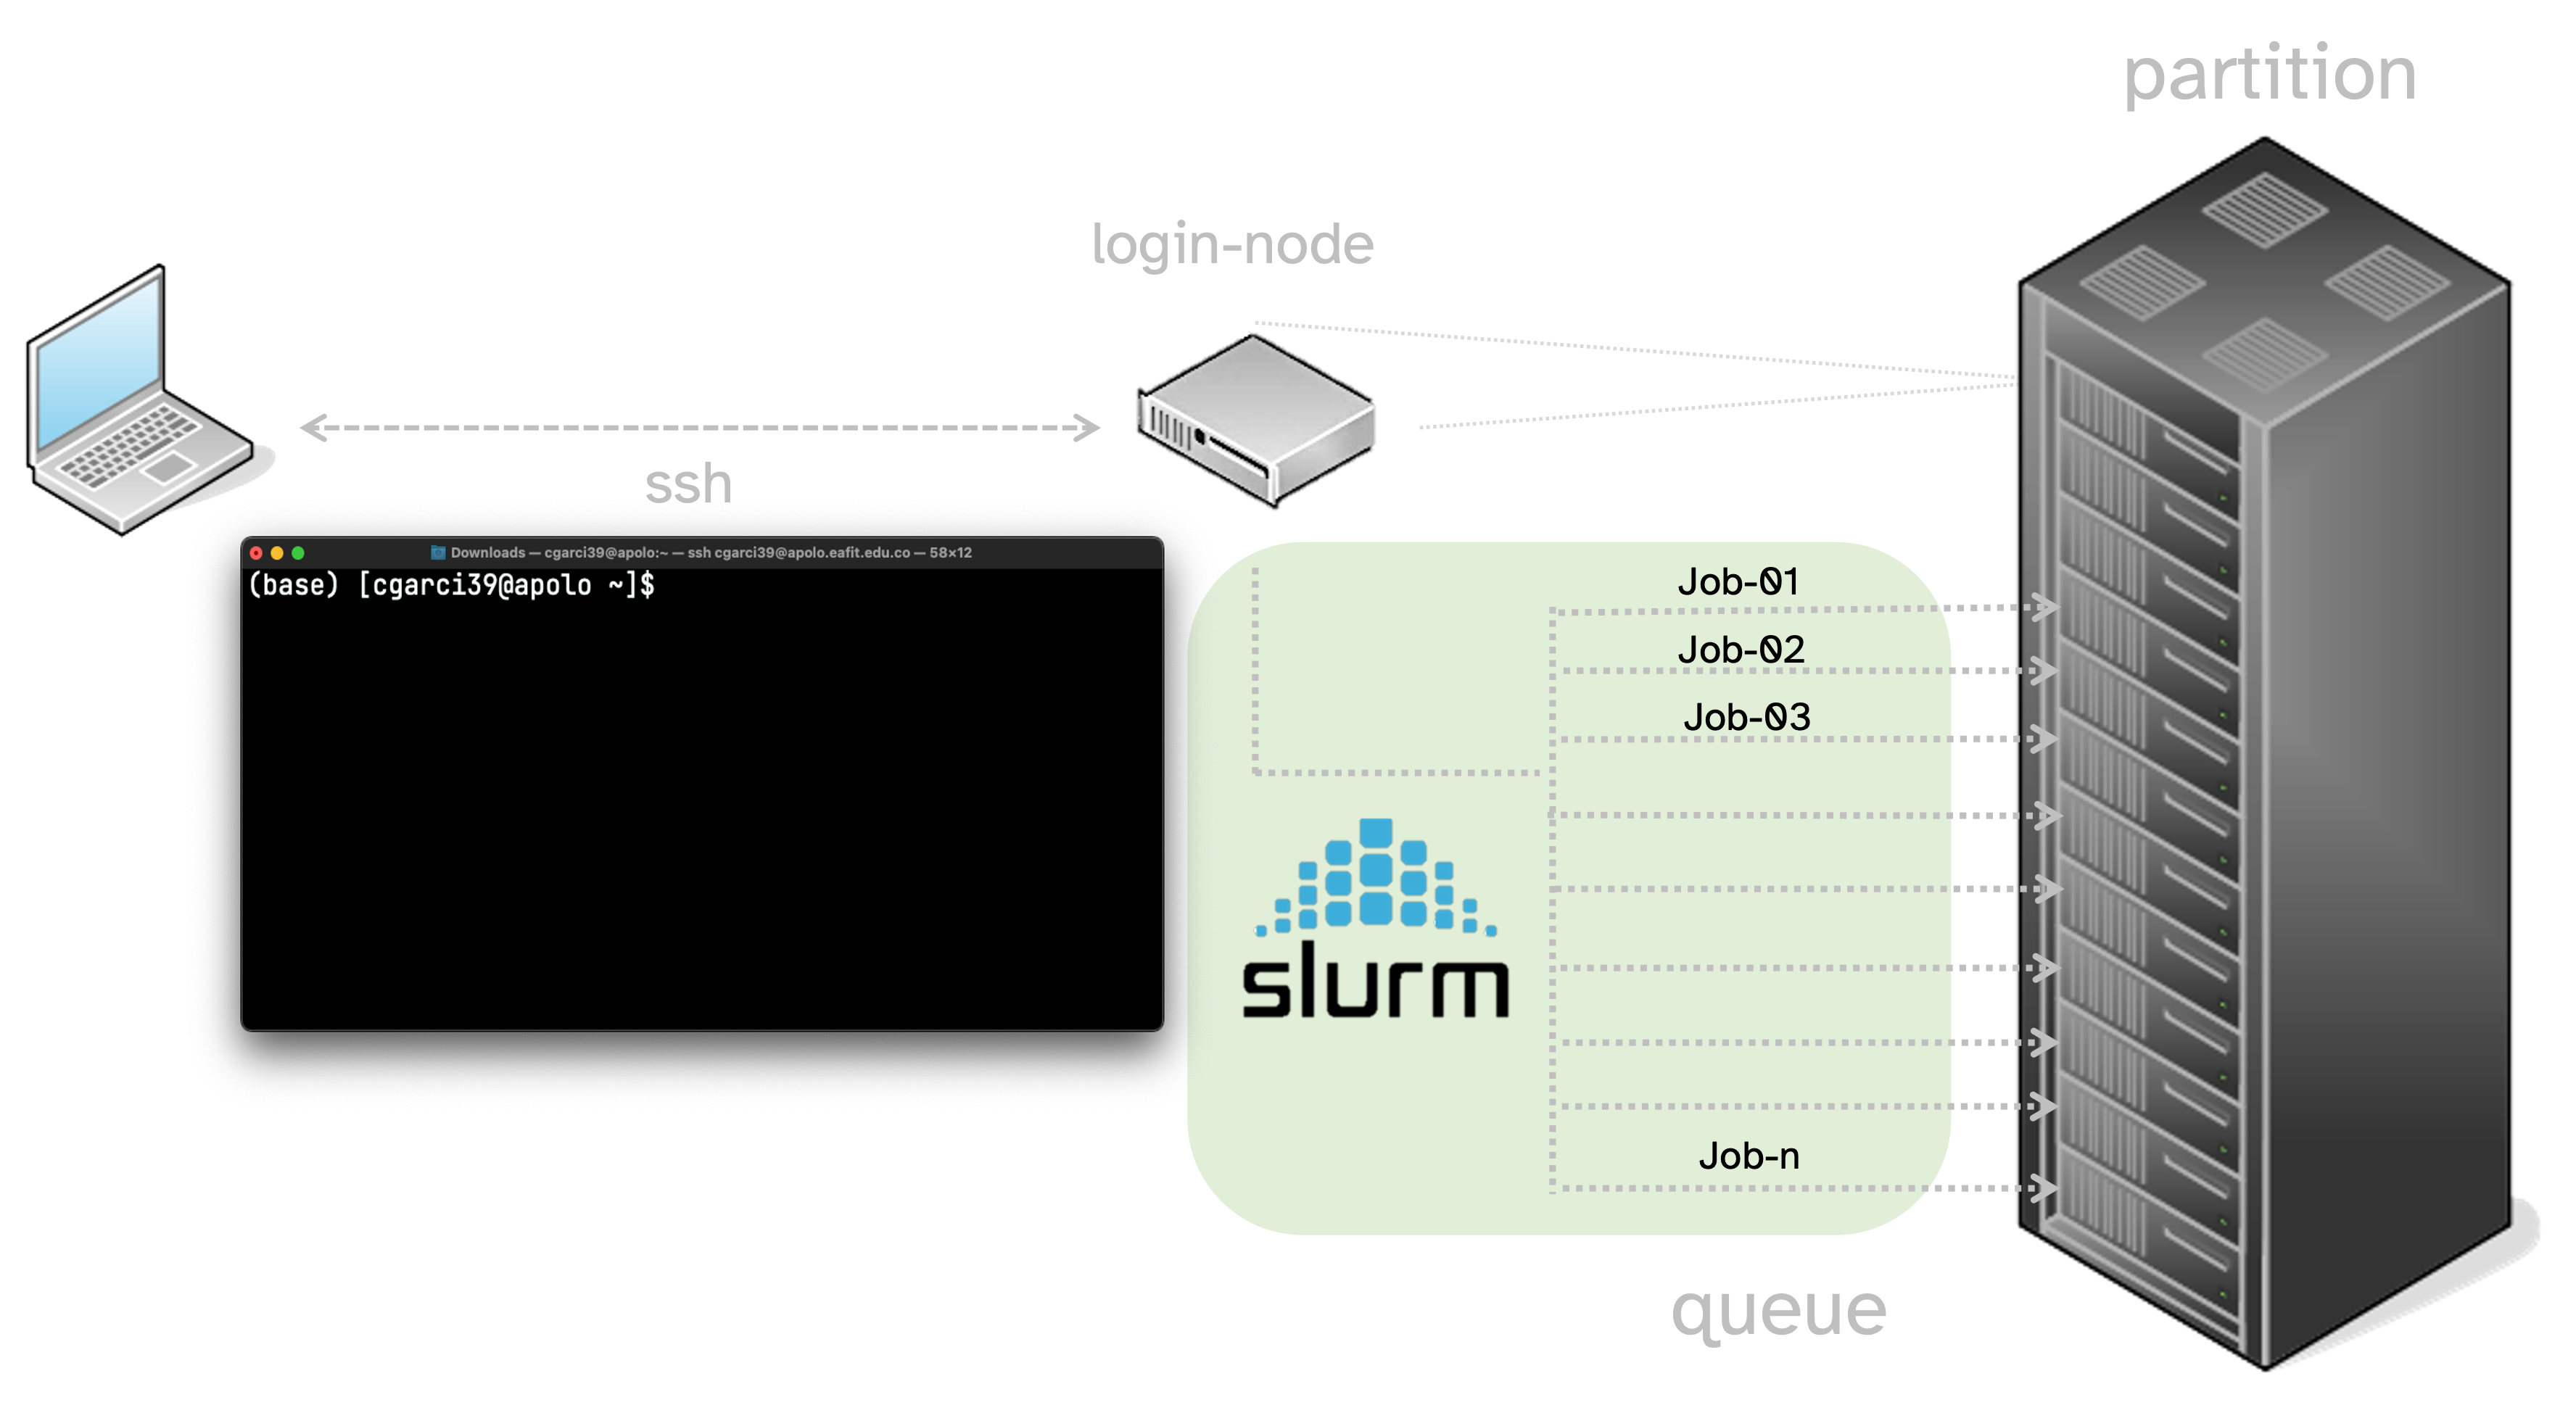 partition
login-node
ssh
Downloads — cgarci39@apolo:~ — ssh cgarci39@apolo.eafit.edu.co — 58×12
(base) [cgarci39@apolo ~]$
Job-01
Job-02
Job-03
slurm
Job-n
queue